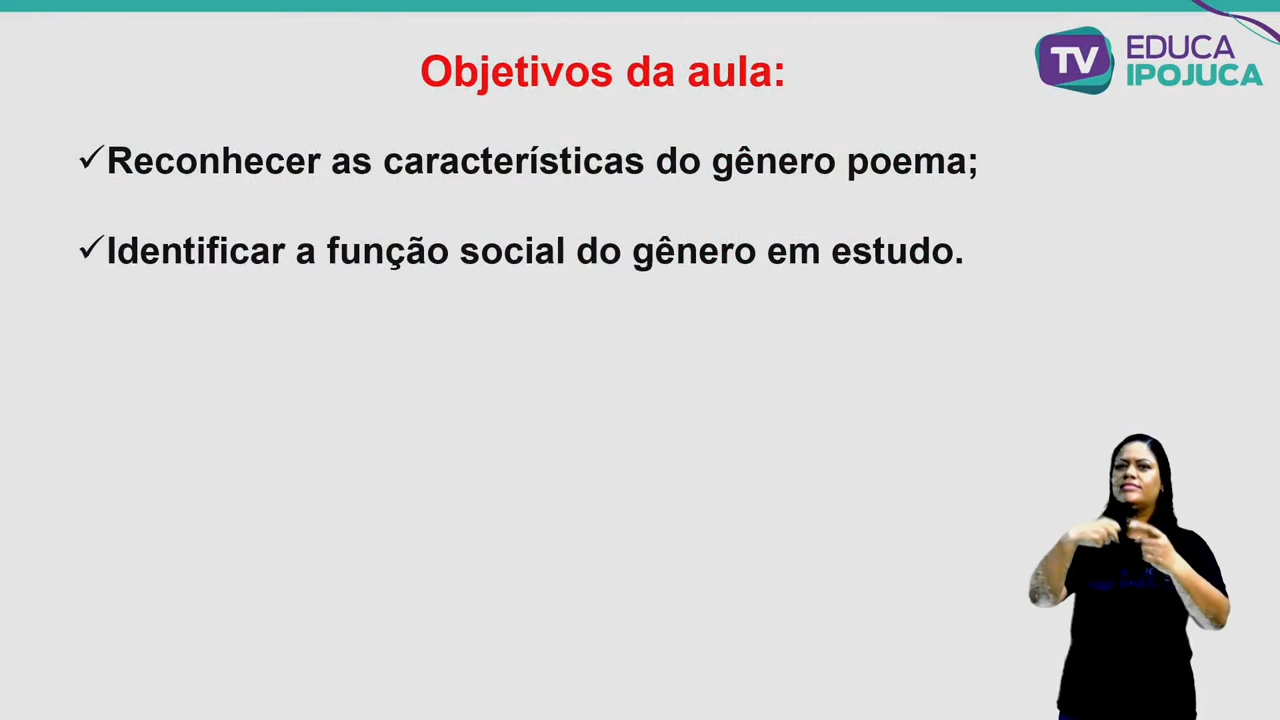 TV EDUCA
IPOJUCA
Objetivos da aula:
✓Reconhecer as características do gênero poema;
✓Identificar a função social do gênero em estudo.